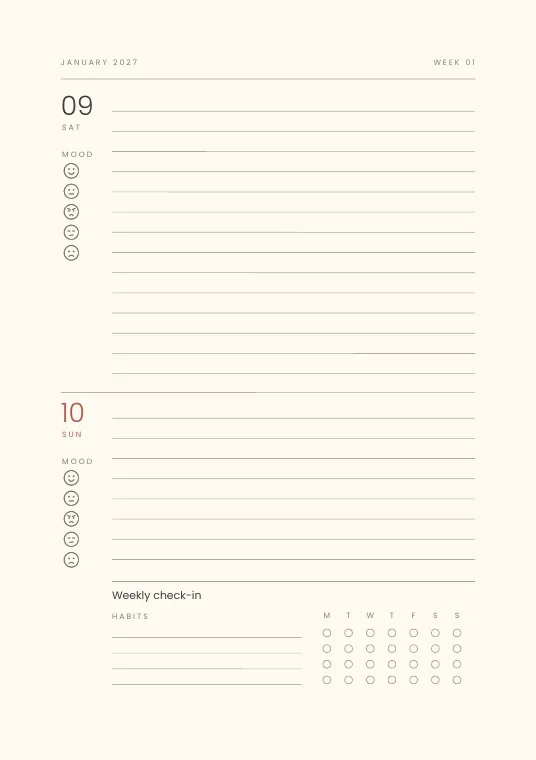 JANUARY 2027 WEEK 01
09
SAT
MOOD
10
SUN
MOOD
Weekly check-in
HABITS M T W T F S S